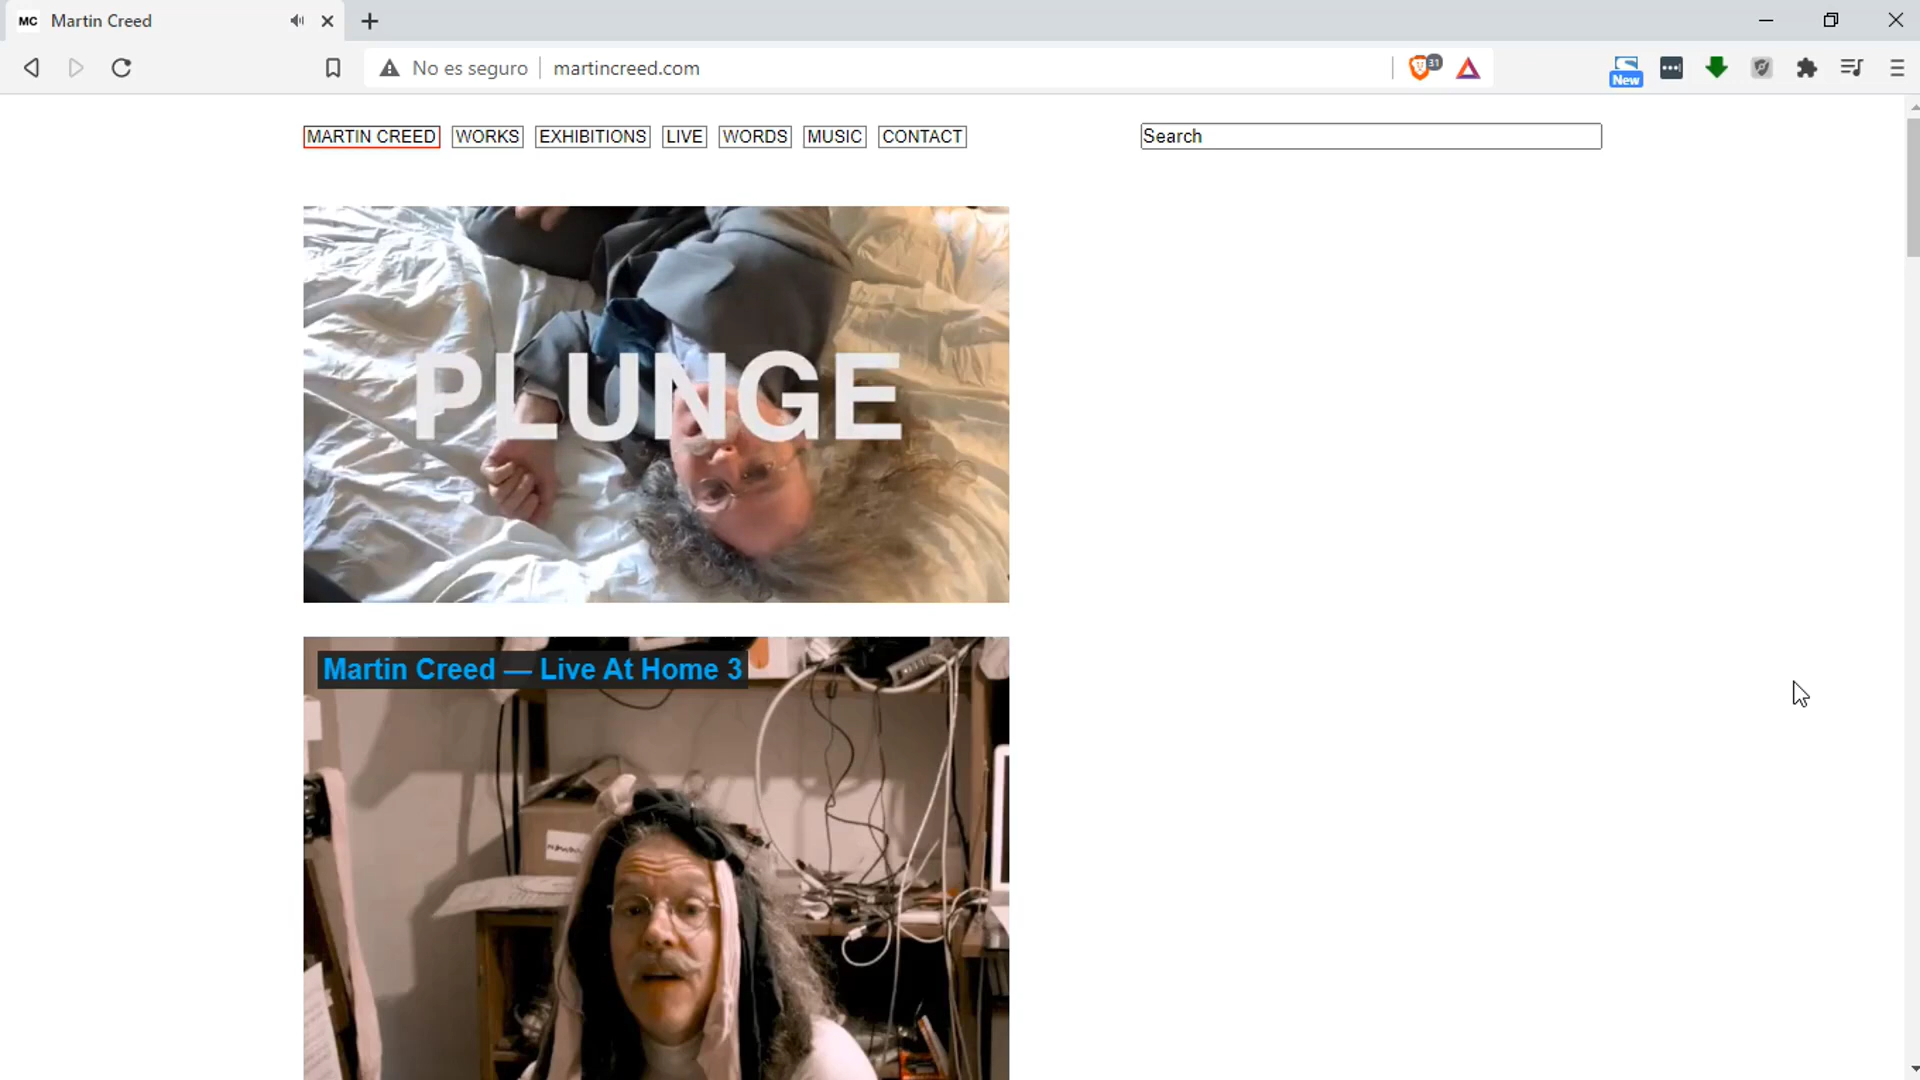 MC Martin Creed
No es seguro martincreed.com 31 New
MARTIN CREED WORKS EXHIBITIONS LIVE WORDS MUSIC CONTACT Search
PLUNGE
Martin Creed — Live At Home 3